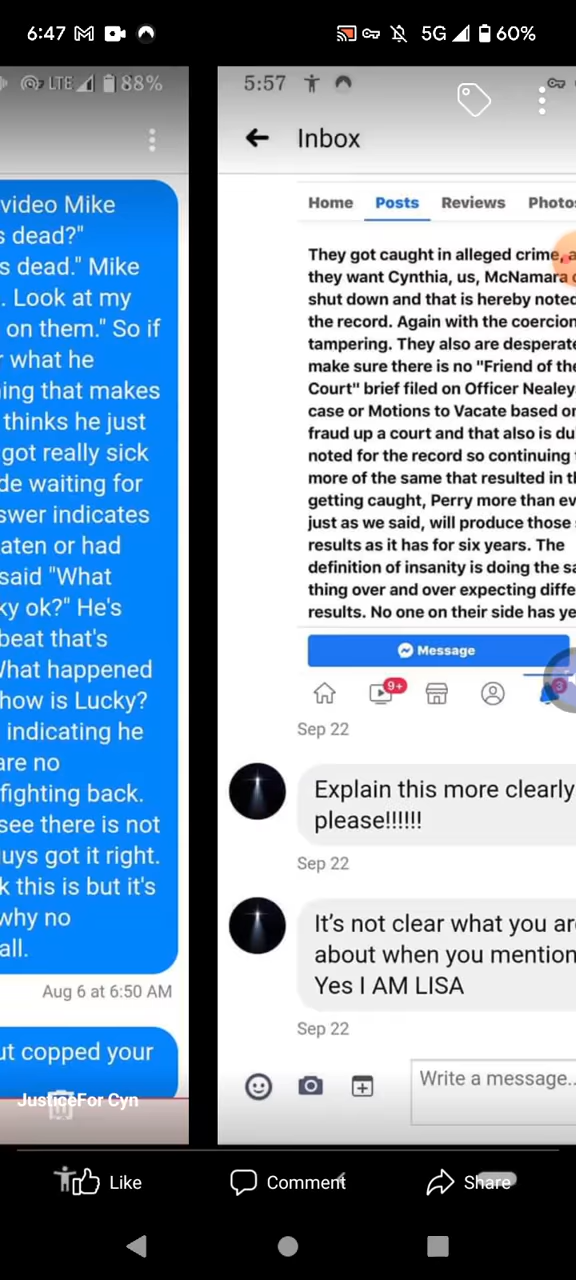 6:47
5G 60%
LTE 88%
video Mike
s dead?"
s dead." Mike
. Look at my
on them." So if
what he
ing that makes
thinks he just
got really sick
de waiting for
swer indicates
aten or had
said "What
ky ok?" He's
beat that's
What happened
how is Lucky?
indicating he
are no
fighting back.
see there is not
guys got it right.
k this is but it's
why no
all.
Aug 6 at 6:50 AM
ut copped your
JusticeFor Cyn
5:57
Inbox
Home Posts Reviews Photos
They got caught in alleged crime, a
they want Cynthia, us, McNamara
shut down and that is hereby noted
the record. Again with the coercion
tampering. They also are desperate
make sure there is no "Friend of the
Court" brief filed on Officer Nealey
case or Motions to Vacate based on
fraud up a court and that also is du
noted for the record so continuing
more of the same that resulted in th
getting caught, Perry more than ev
just as we said, will produce those
results as it has for six years. The
definition of insanity is doing the sa
thing over and over expecting diffe
results. No one on their side has ye
Message
9+
3
Sep 22
Explain this more clearly
please!!!!!!
Sep 22
It's not clear what you are
about when you mention
Yes I AM LISA
Sep 22
Write a message...
Like Comment Share